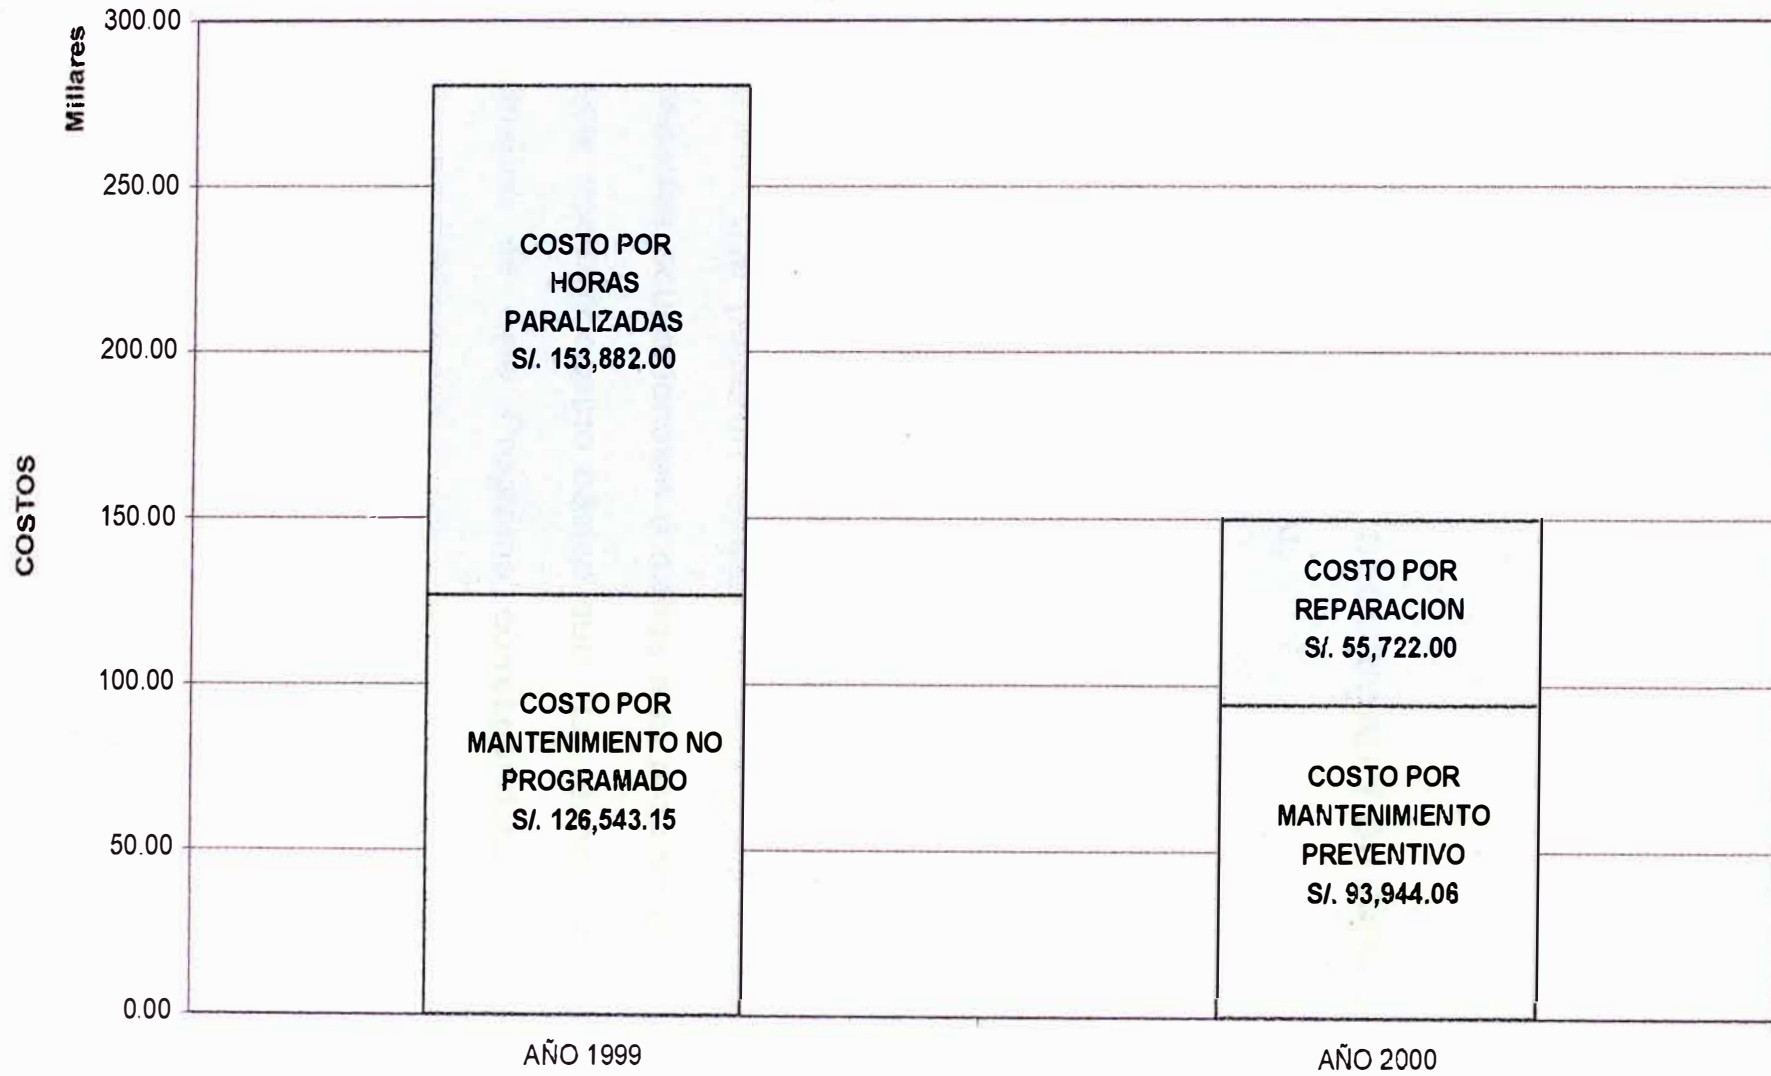 Millares
COSTOS
300.00
250.00
200.00
150.00
100.00
50.00
0.00
COSTO POR
HORAS
PARALIZADAS
S/. 153,882.00
COSTO POR
MANTENIMIENTO NO
PROGRAMADO
S/. 126,543.15
COSTO POR
REPARACION
S/. 55,722.00
COSTO POR
MANTENIMIENTO
PREVENTIVO
S/. 93,944.06
AÑO 1999
AÑO 2000